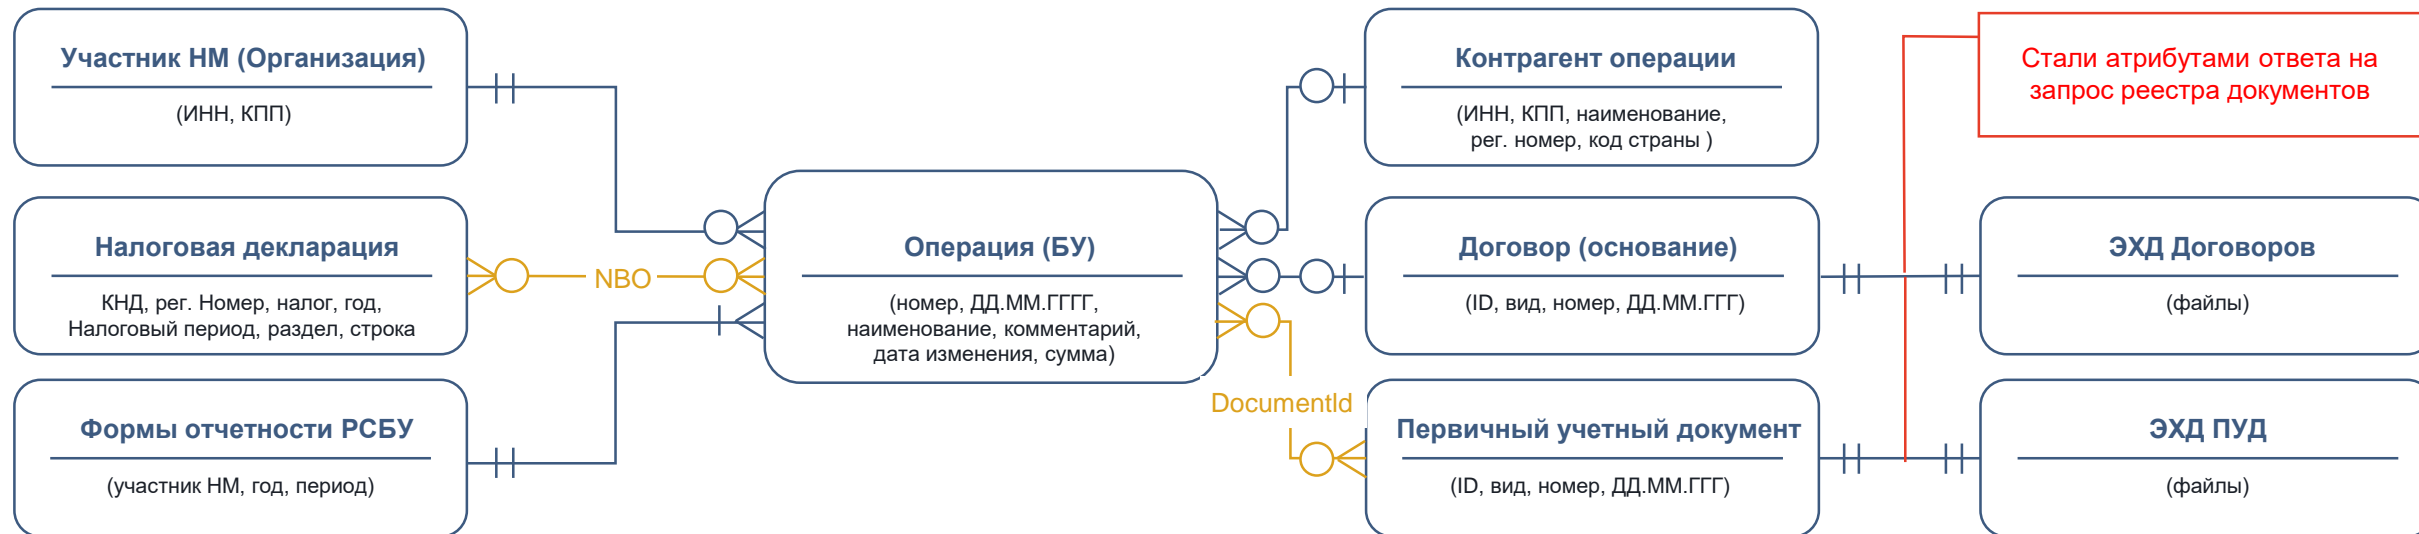 Участник НМ (Организация)
(ИНН, КПП)
Налоговая декларация
КНД, рег. Номер, налог, год,
Налоговый период, раздел, строка
Формы отчетности РСБУ
(участник НМ, год, период)
NBO
Операция (БУ)
(номер, ДД.ММ.ГГГГ,
наименование, комментарий,
дата изменения, сумма)
DocumentId
Контрагент операции
(ИНН, КПП, наименование,
рег. номер, код страны )
Договор (основание)
(ID, вид, номер, ДД.ММ.ГГГ)
Первичный учетный документ
(ID, вид, номер, ДД.ММ.ГГГ)
Стали атрибутами ответа на
запрос реестра документов
ЭХД Договоров
(файлы)
ЭХД ПУД
(файлы)